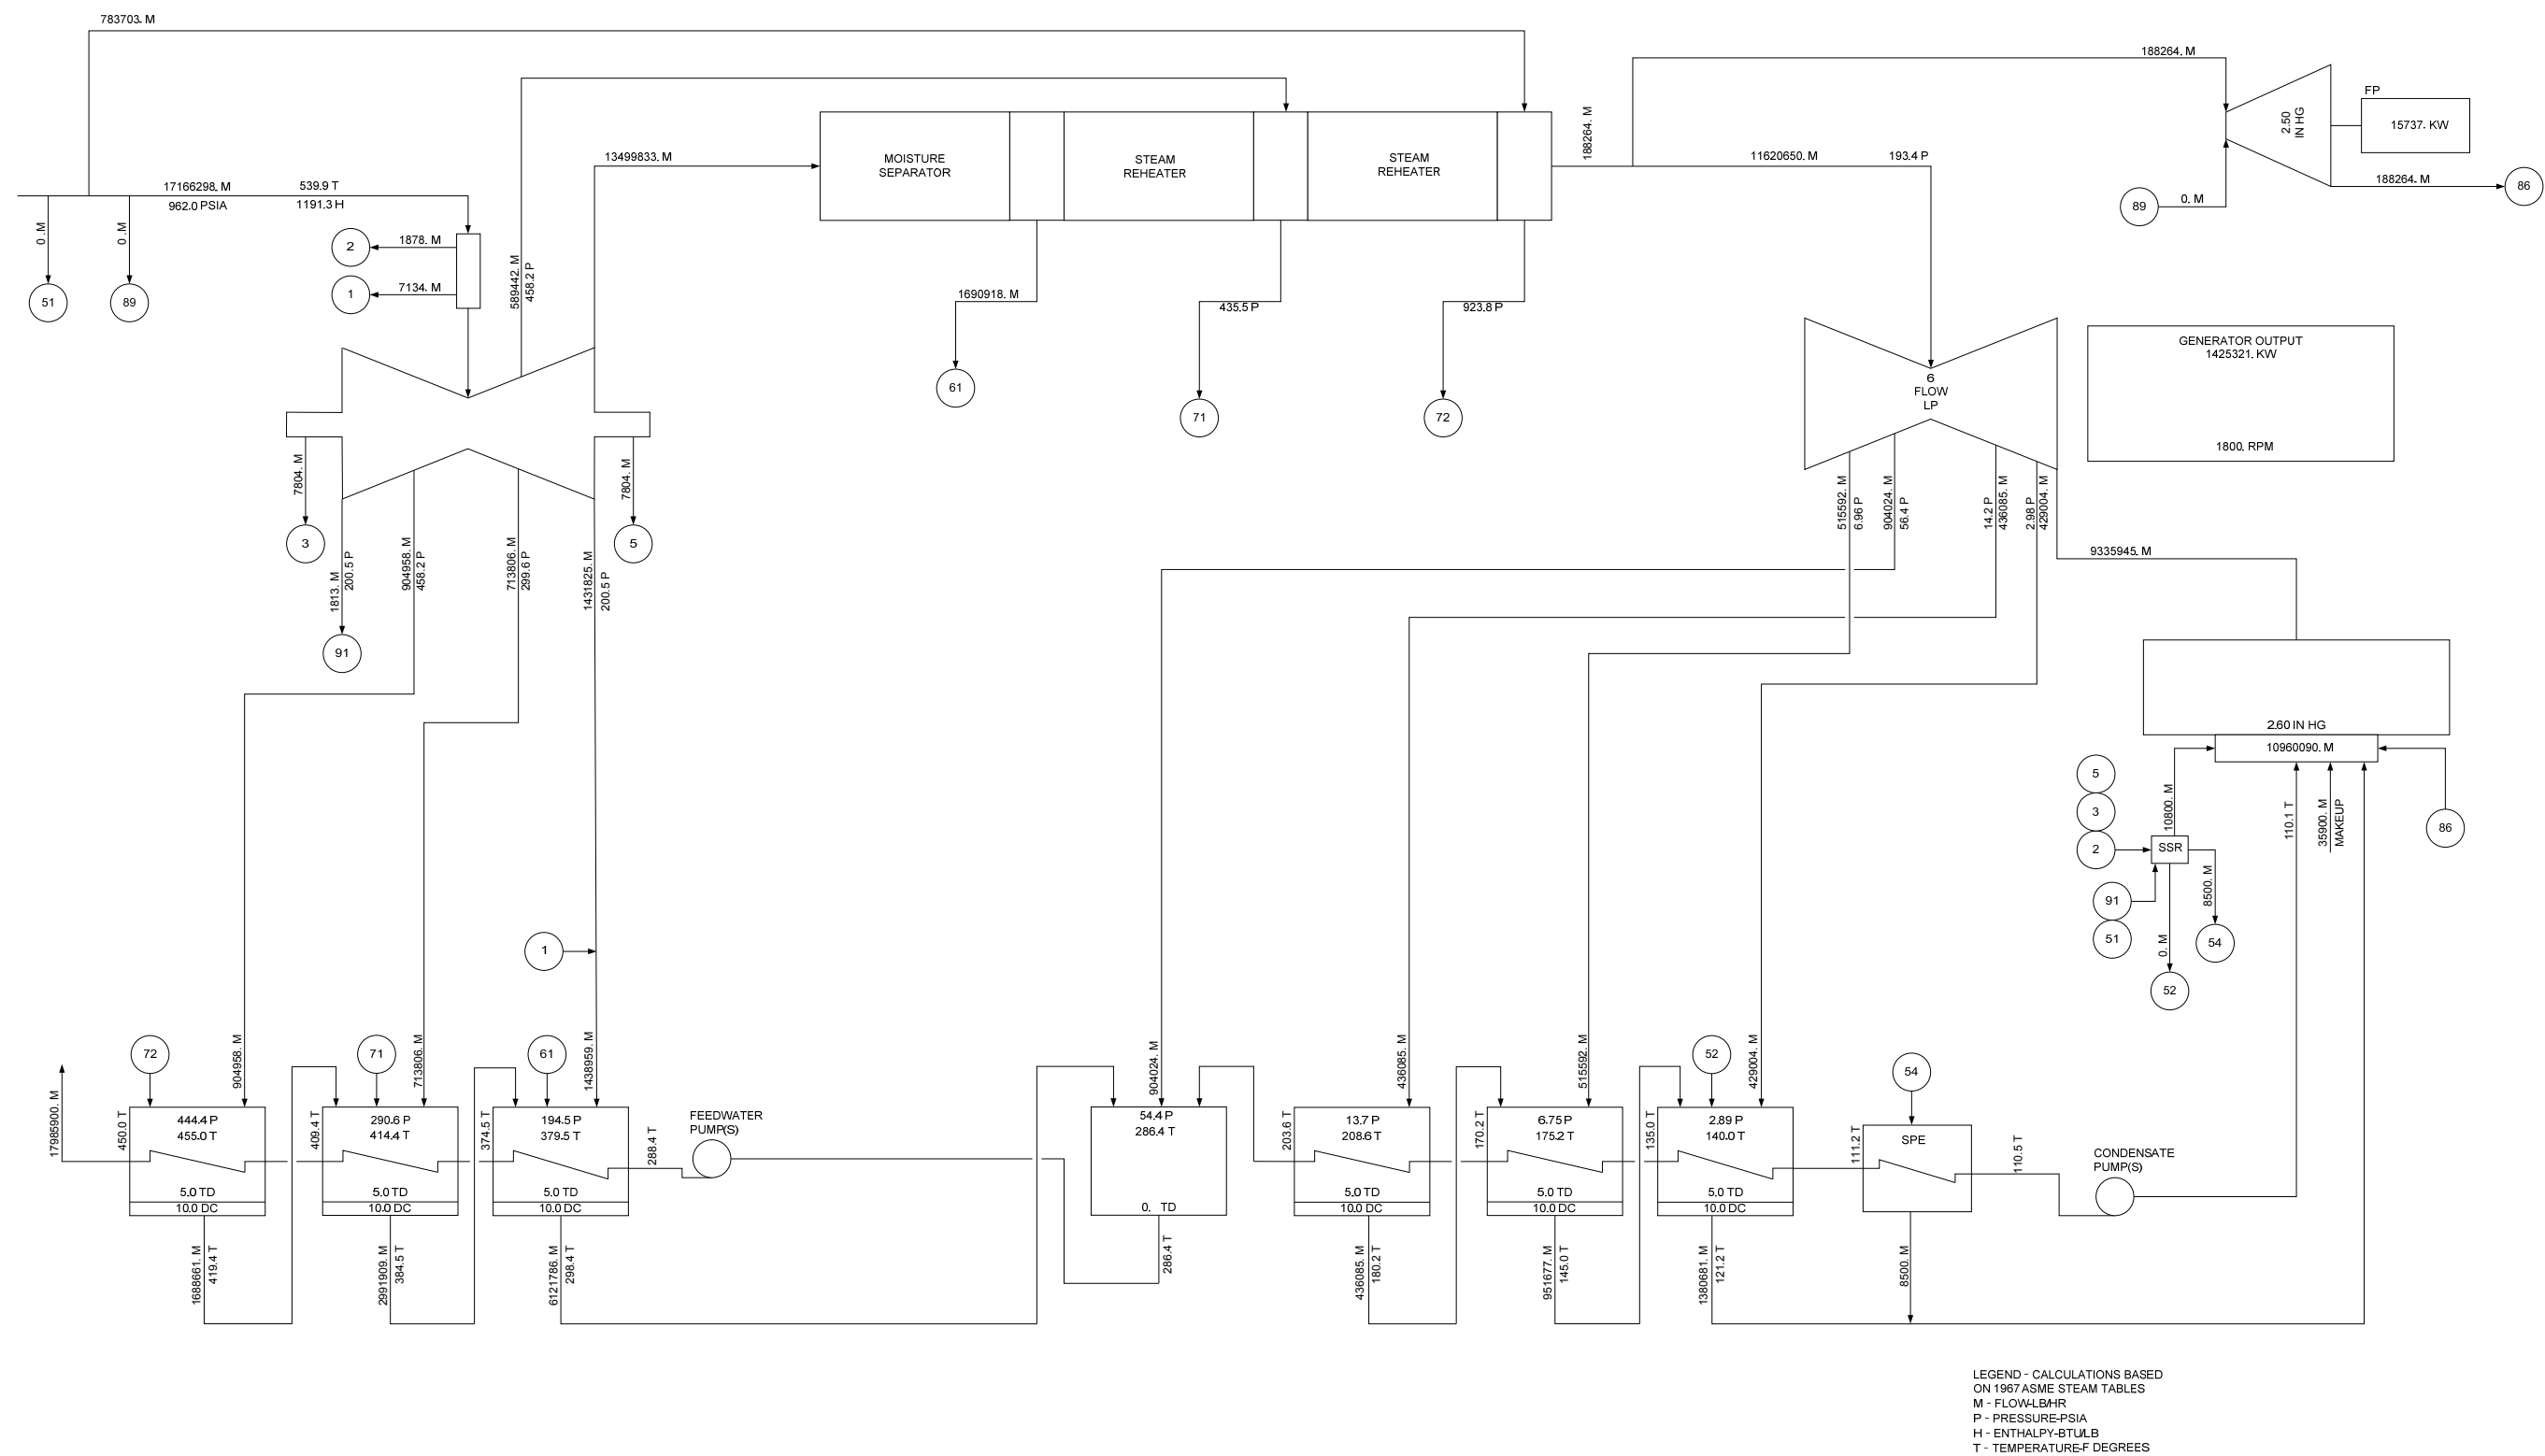 783703. M
188264. M
FP
15737. KW
2.50
IN HG
188264. M
86
89
0. M
13499833. M
MOISTURE
SEPARATOR
STEAM
REHEATER
STEAM
REHEATER
188264. M
11620650. M
193.4 P
17166298. M
539.9 T
962.0 PSIA
1191.3 H
0 .M
0 .M
51
89
2
1878. M
1
7134. M
589442. M
458.2 P
1690918. M
435.5 P
923.8 P
61
71
72
6
FLOW
LP
GENERATOR OUTPUT
1425321. KW
1800. RPM
7804. M
7804. M
3
5
1813. M
200.5 P
904958. M
458.2 P
713806. M
299.6 P
1431825. M
200.5 P
91
515592. M
6.96 P
904024. M
56.4 P
14.2 P
436085. M
2.98 P
429004. M
9335945. M
2.60 IN HG
10960090. M
5
3
2
91
51
10800. M
SSR
8500. M
0. M
54
52
110.1 T
35900. M
MAKEUP
86
1
72
71
61
52
54
904958. M
713806. M
1438959. M
904024. M
436085. M
515592. M
429004. M
17985900. M
450.0 T
444.4 P
455.0 T
5.0 TD
10.0 DC
409.4 T
290.6 P
414.4 T
5.0 TD
10.0 DC
374.5 T
194.5 P
379.5 T
5.0 TD
10.0 DC
288.4 T
FEEDWATER
PUMP(S)
54.4 P
286.4 T
0. TD
203.6 T
13.7 P
208.6 T
5.0 TD
10.0 DC
170.2 T
6.75 P
175.2 T
5.0 TD
10.0 DC
135.0 T
2.89 P
140.0 T
5.0 TD
10.0 DC
111.2 T
SPE
110.5 T
CONDENSATE
PUMP(S)
1688661. M
419.4 T
2991909. M
384.5 T
6121786. M
298.4 T
286.4 T
436085. M
180.2 T
951677. M
145.0 T
1380681. M
121.2 T
8500. M
LEGEND - CALCULATIONS BASED
ON 1967 ASME STEAM TABLES
M - FLOW-LB/HR
P - PRESSURE-PSIA
H - ENTHALPY-BTU/LB
T - TEMPERATURE-F DEGREES